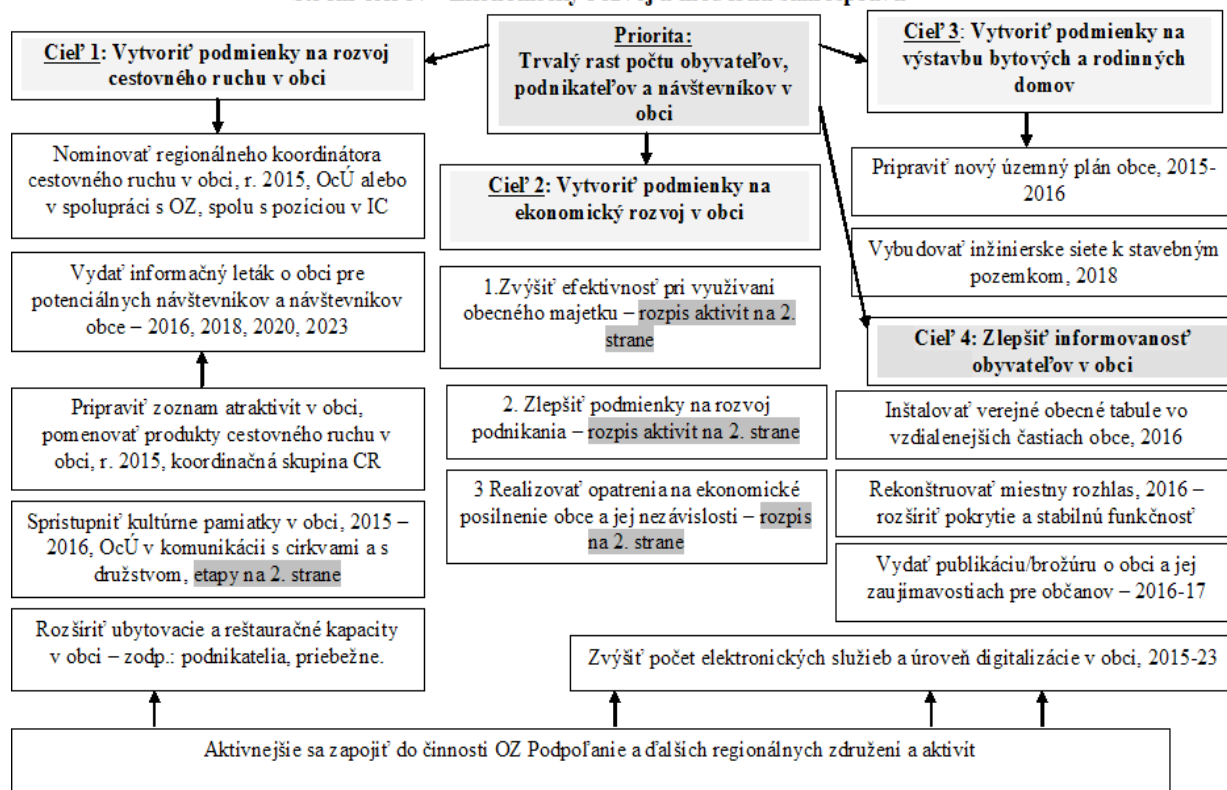 Cieľ 1: Vytvoriť podmienky na rozvoj
cestovného ruchu v obci
Nominovať regionálneho koordinátora
cestovného ruchu v obci, r. 2015, OcÚ alebo
v spolupráci s OZ, spolu s pozíciou v IC
Vydať informačný leták o obci pre
potenciálnych návštevníkov a návštevníkov
obce – 2016, 2018, 2020, 2023
Pripraviť zoznam atraktivít v obci,
pomenovať produkty cestovného ruchu v
obci, r. 2015, koordinačná skupina CR
Sprístupniť kultúrne pamiatky v obci, 2015 –
2016, OcÚ v komunikácii s cirkvami a s
družstvom, etapy na 2. strane
Rozšíriť ubytovacie a reštauračné kapacity
v obci – zodp.: podnikatelia, priebežne.
Priorita:
Trvalý rast počtu obyvateľov,
podnikateľov a návštevníkov v
obci
Cieľ 2: Vytvoriť podmienky na
ekonomický rozvoj v obci
1.Zvýšiť efektívnosť pri využívaní
obecného majetku – rozpis aktivít na 2.
strane
2. Zlepšiť podmienky na rozvoj
podnikania – rozpis aktivít na 2. strane
3 Realizovať opatrenia na ekonomické
posilnenie obce a jej nezávislosti – rozpis
na 2. strane
Cieľ 3: Vytvoriť podmienky na
výstavbu bytových a rodinných
domov
Pripraviť nový územný plán obce, 2015-
2016
Vybudovať inžinierske siete k stavebným
pozemkom, 2018
Cieľ 4: Zlepšiť informovanosť
obyvateľov v obci
Inštalovať verejné obecné tabule vo
vzdialenejších častiach obce, 2016
Rekonštruovať miestny rozhlas, 2016 –
rozšíriť pokrytie a stabilnú funkčnosť
Vydať publikáciu/brožúru o obci a jej
zaujímavostiach pre občanov – 2016-17
Zvýšiť počet elektronických služieb a úroveň digitalizácie v obci, 2015-23
Aktívnejšie sa zapojiť do činnosti OZ Podpoľanie a ďalších regionálnych združení a aktivít